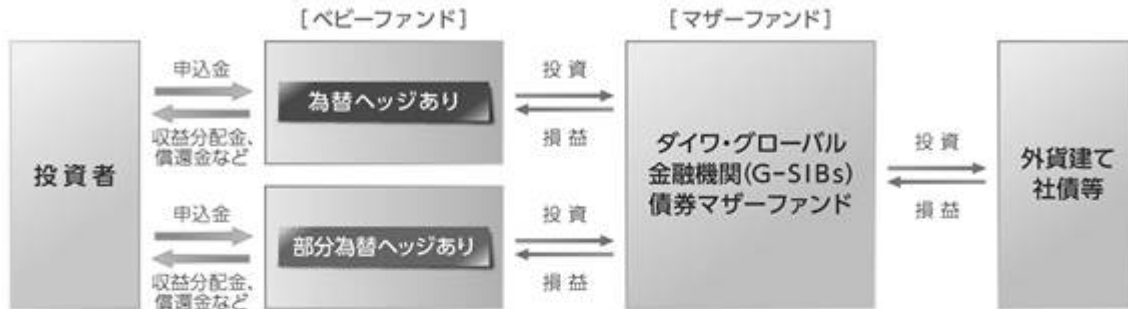 [ベビーファンド]
[マザーファンド]
投資者
申込金
収益分配金、
償還金など
為替ヘッジあり
投資
損益
申込金
収益分配金、
償還金など
部分為替ヘッジあり
投資
損益
ダイワ・グローバル
金融機関(G-SIBs)
債券マザーファンド
投資
損益
外貨建て
社債等